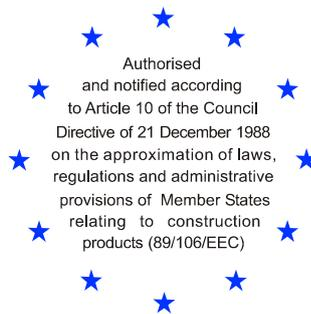 Authorised
and notified according
to Article 10 of the Council
Directive of 21 December 1988
on the approximation of laws,
regulations and administrative
provisions of Member States
relating to construction
products (89/106/EEC)